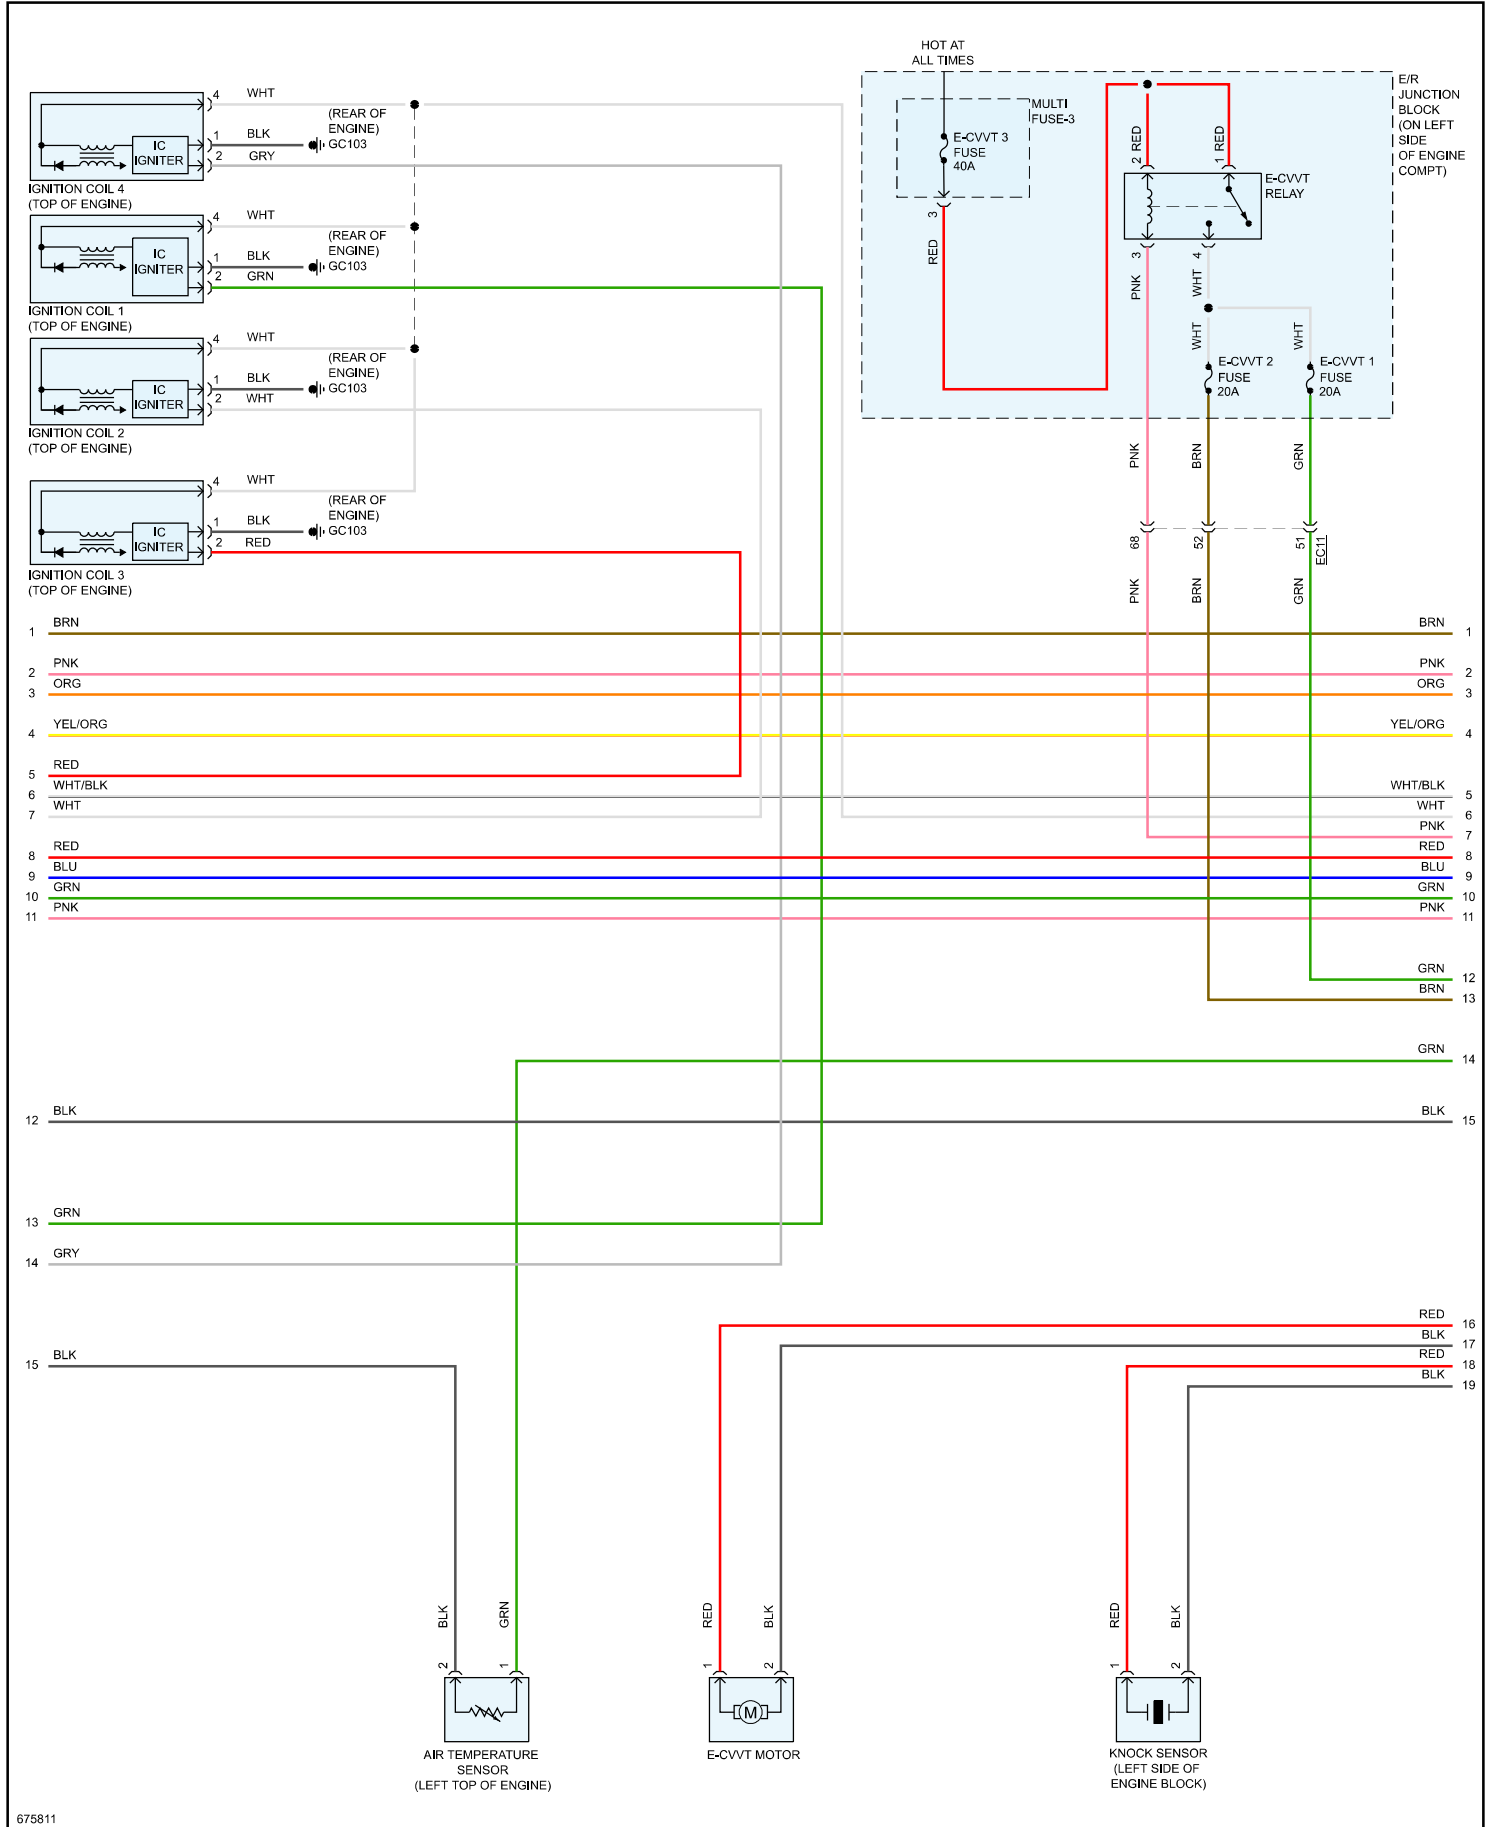 HOT AT
ALL TIMES
E/R
JUNCTION
BLOCK
(ON LEFT
SIDE
OF ENGINE
COMPT)
MULTI
FUSE-3
E-CVVT 3
FUSE
40A
3
RED
2
RED
1
RED
E-CVVT
RELAY
3
PNK
4
WHT
WHT
WHT
E-CVVT 2
FUSE
20A
E-CVVT 1
FUSE
20A
PNK
BRN
GRN
68
52
51
EC11
PNK
BRN
GRN
4
WHT
1
BLK
2
GRY
IC
IGNITER
(REAR OF
ENGINE)
GC103
IGNITION COIL 4
(TOP OF ENGINE)
4
WHT
1
BLK
2
GRN
IC
IGNITER
(REAR OF
ENGINE)
GC103
IGNITION COIL 1
(TOP OF ENGINE)
4
WHT
1
BLK
2
WHT
IC
IGNITER
(REAR OF
ENGINE)
GC103
IGNITION COIL 2
(TOP OF ENGINE)
4
WHT
1
BLK
2
RED
IC
IGNITER
(REAR OF
ENGINE)
GC103
IGNITION COIL 3
(TOP OF ENGINE)
1 BRN
BRN 1
2 PNK
PNK 2
3 ORG
ORG 3
4 YEL/ORG
YEL/ORG 4
5 RED
6 WHT/BLK
WHT/BLK 5
7 WHT
WHT 6
PNK 7
8 RED
RED 8
9 BLU
BLU 9
10 GRN
GRN 10
11 PNK
PNK 11
GRN 12
BRN 13
GRN 14
12 BLK
BLK 15
13 GRN
14 GRY
RED 16
BLK 17
15 BLK
RED 18
BLK 19
BLK
GRN
2
1
AIR TEMPERATURE
SENSOR
(LEFT TOP OF ENGINE)
RED
BLK
1
2
M
E-CVVT MOTOR
RED
BLK
1
2
KNOCK SENSOR
(LEFT SIDE OF
ENGINE BLOCK)
675811